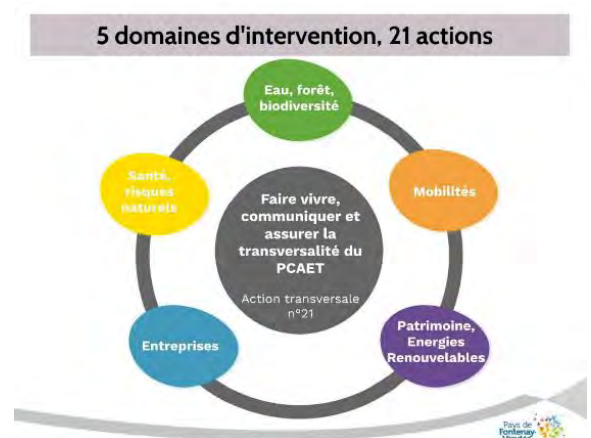 5 domaines d'intervention, 21 actions
Eau, forêt,
biodiversité
Santé,
risques
naturels
Mobilités
Faire vivre,
communiquer et
assurer la
transversalité du
PCAET
Action transversale
n°21
Entreprises
Patrimoine,
Energies
Renouvelables
Pays de
Fontenay